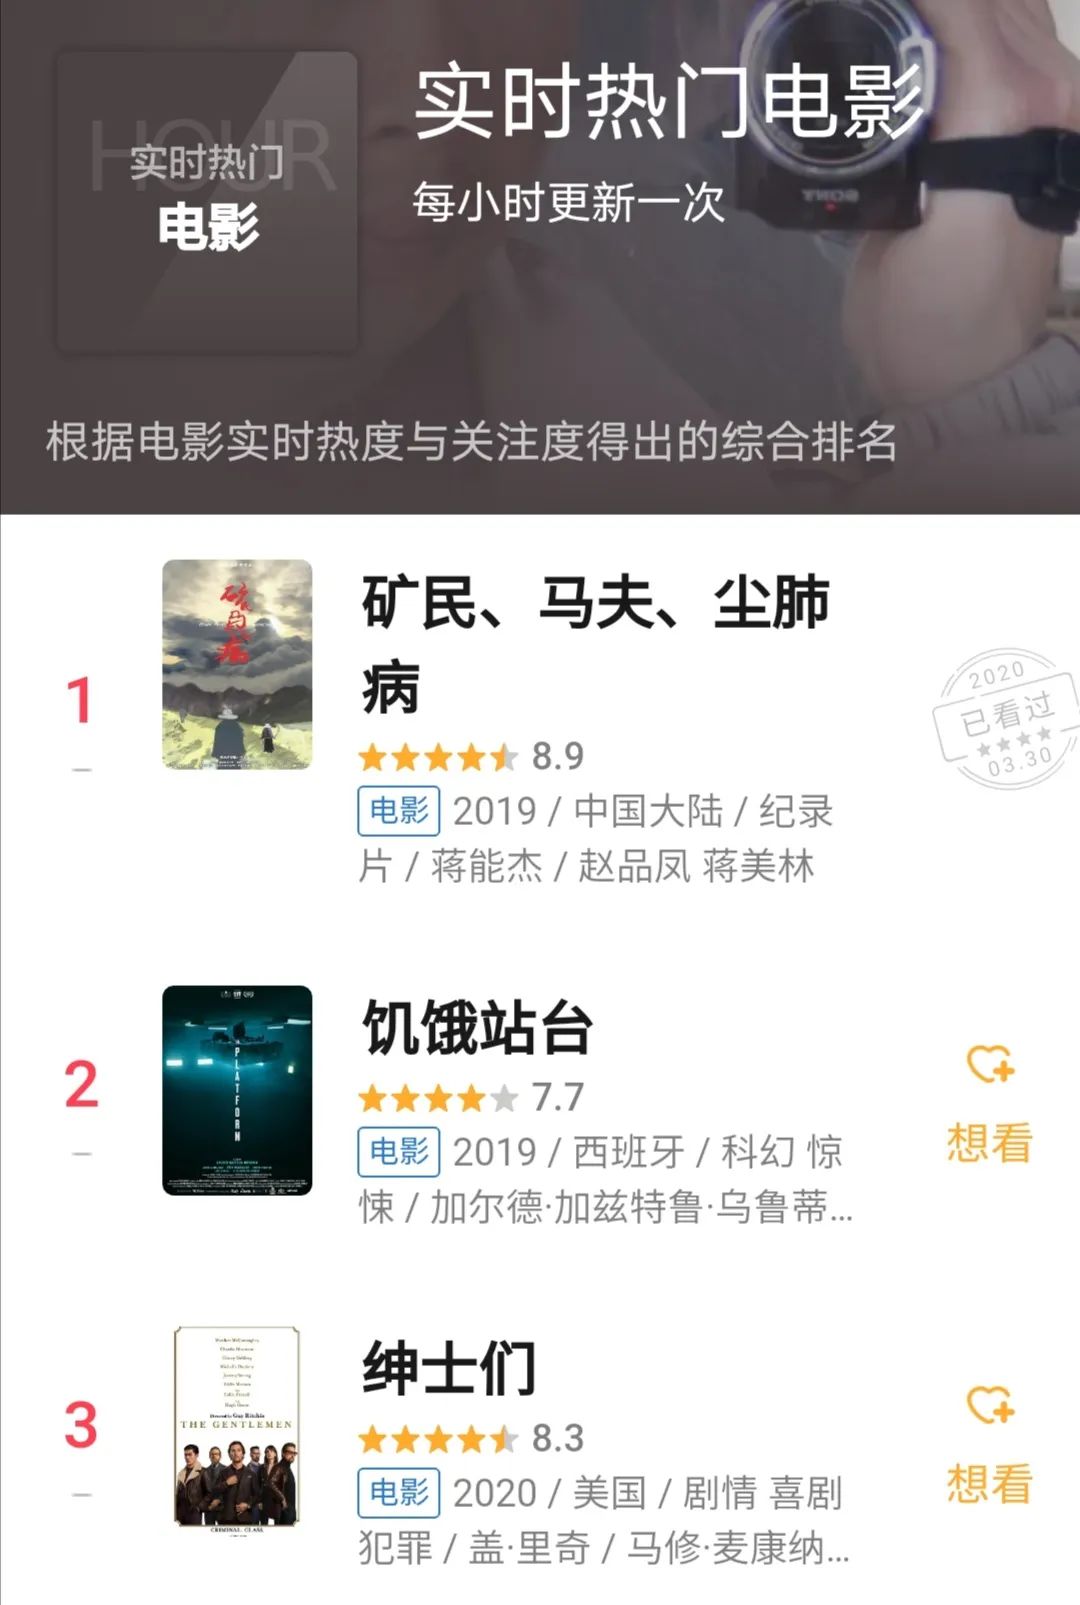 HOUR
实时热门
电影
实时热门电影
每小时更新一次
SONY
根据电影实时热度与关注度得出的综合排名
1
矿民、马夫、尘肺
病
8.9
电影 2019 / 中国大陆 / 纪录
片 / 蒋能杰 / 赵品凤 蒋美林
2020
已看过
03.30
2
PLATFORM
饥饿站台
7.7
电影 2019 / 西班牙 / 科幻 惊
悚 / 加尔德·加兹特鲁·乌鲁蒂...
想看
3
Directed by Guy Ritchie
THE GENTLEMEN
CRIMINAL. CLASS.
绅士们
8.3
电影 2020 / 美国 / 剧情 喜剧
犯罪 / 盖·里奇 / 马修·麦康纳...
想看